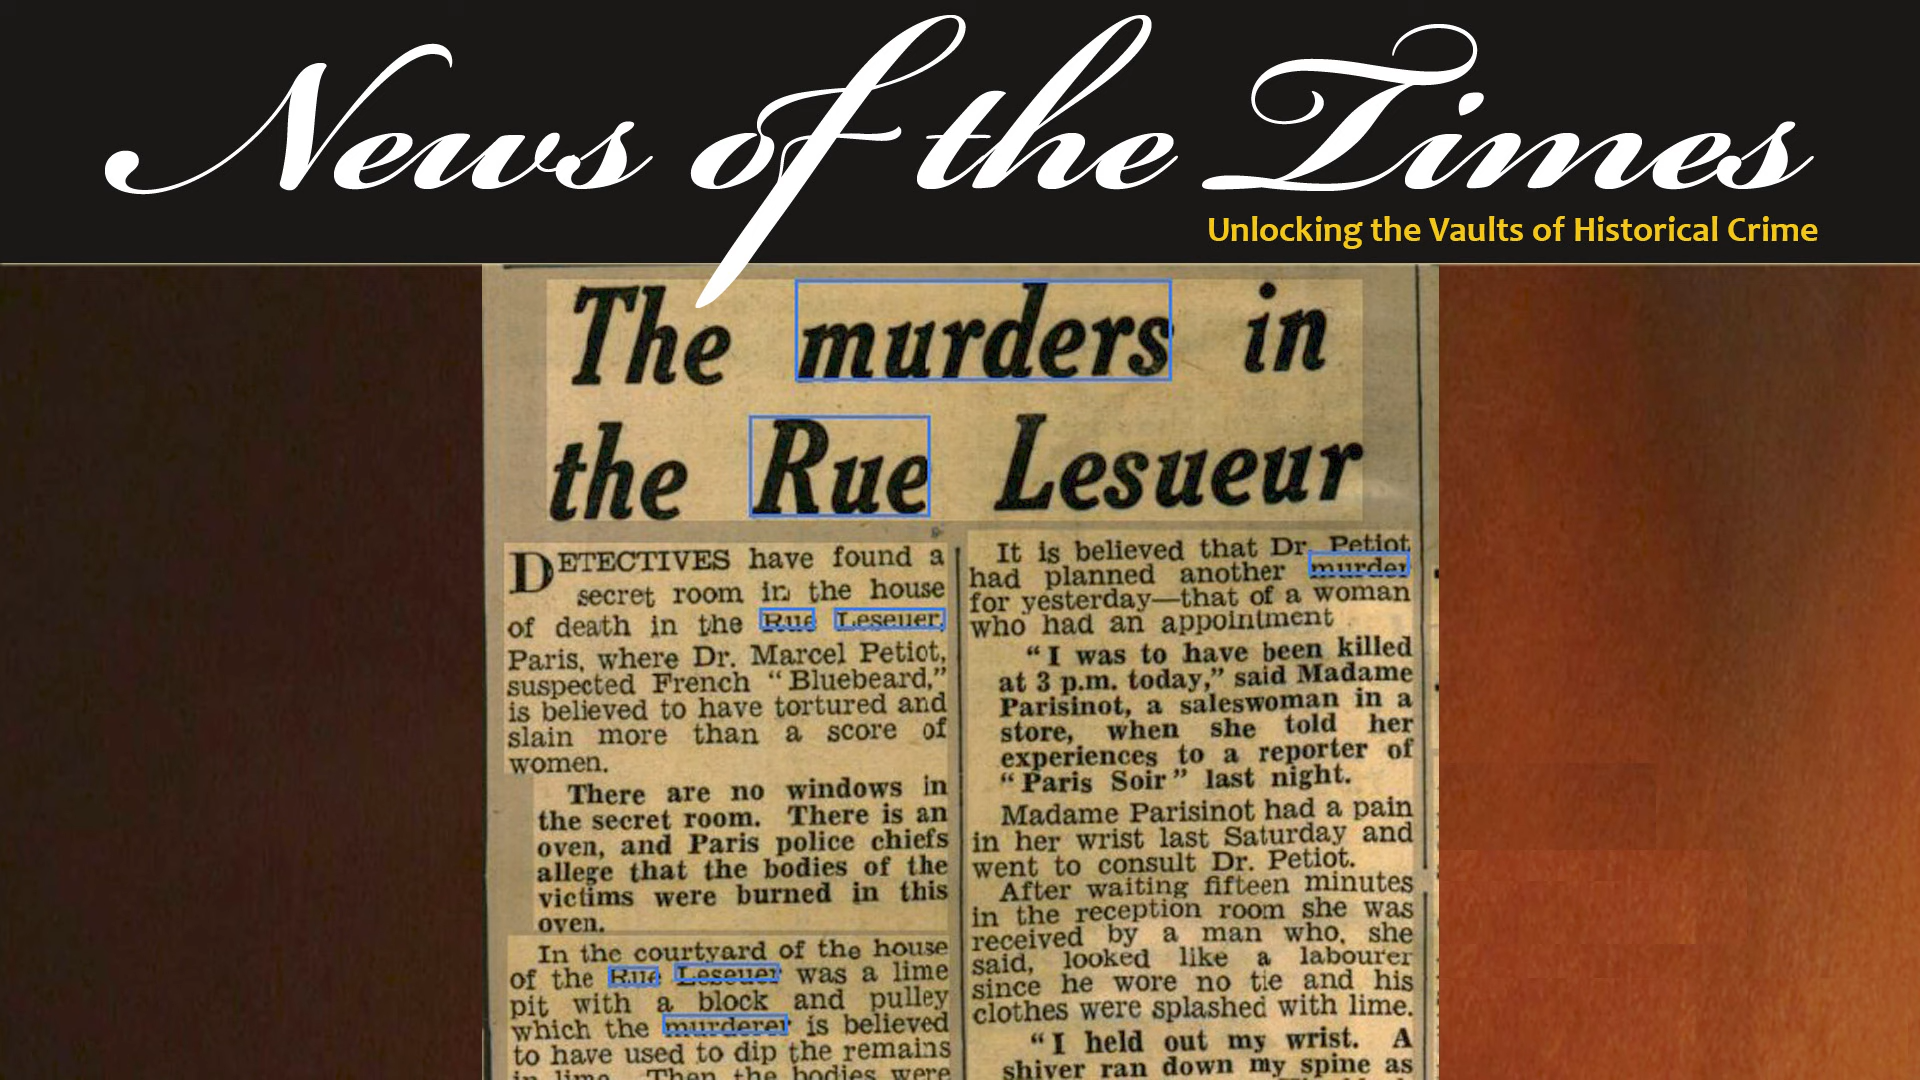 News of the Times
Unlocking the Vaults of Historical Crime
The murders in
the Rue Lesueur
DETECTIVES have found a
secret room in the house
of death in the Rue Leseuer,
Paris, where Dr. Marcel Petiot,
suspected French “Bluebeard,”
is believed to have tortured and
slain more than a score of
women.
There are no windows in
the secret room. There is an
oven, and Paris police chiefs
allege that the bodies of the
victims were burned in this
oven.
In the courtyard of the house
of the Rue Leseuer was a lime
pit with a block and pulley
which the murderer is believed
to have used to dip the remains
in lime. Then the bodies were
It is believed that Dr. Petiot
had planned another murder
for yesterday—that of a woman
who had an appointment
“I was to have been killed
at 3 p.m. today,” said Madame
Parisinot, a saleswoman in a
store, when she told her
experiences to a reporter of
“Paris Soir” last night.
Madame Parisinot had a pain
in her wrist last Saturday and
went to consult Dr. Petiot.
After waiting fifteen minutes
in the reception room she was
received by a man who, she
said, looked like a labourer
since he wore no tie and his
clothes were splashed with lime.
“I held out my wrist. A
shiver ran down my spine as